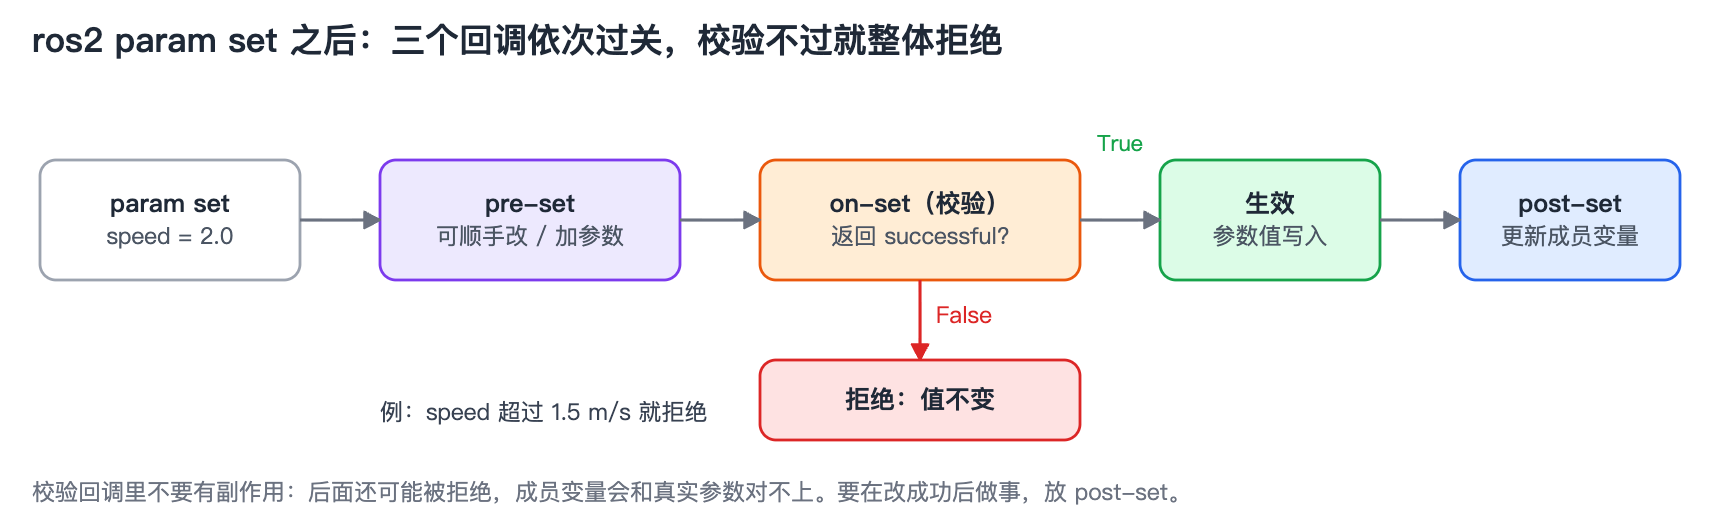 ros2 param set 之后：三个回调依次过关，校验不过就整体拒绝
True
param set
speed = 2.0
pre-set
可顺手改 / 加参数
on-set（校验）
返回 successful?
生效
参数值写入
post-set
更新成员变量
False
拒绝：值不变
例：speed 超过 1.5 m/s 就拒绝
校验回调里不要有副作用：后面还可能被拒绝，成员变量会和真实参数对不上。要在改成功后做事，放 post-set。